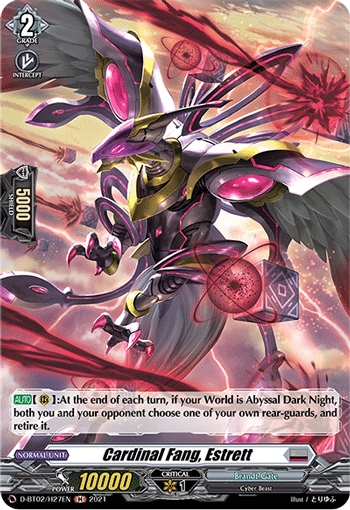 2
GRADE
INTERCEPT
5000
SHIELD
AUTO【 】:At the end of each turn, if your World is Abyssal Dark Night,
both you and your opponent choose one of your own rear-guards, and
retire it.
NORMAL UNIT
Cardinal Fang, Estrett
Brandt Gate
POWER 10000 CRITICAL 1
Cyber Beast
D-BT02/H27EN H 2021 Illust / とりゆふ